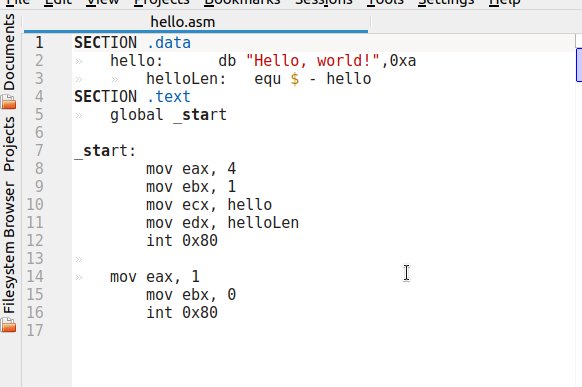 File Edit View Projects Bookmarks Sessions Tools Settings Help
hello.asm
Documents
Projects
Filesystem Browser
1 SECTION .data
2 » hello: db "Hello, world!",0xa
3 » » helloLen: equ $ - hello
4 SECTION .text
5 » global _start
6
7 _start:
8 mov eax, 4
9 mov ebx, 1
10 mov ecx, hello
11 mov edx, helloLen
12 int 0x80
13 »
14 » mov eax, 1
15 mov ebx, 0
16 int 0x80
17